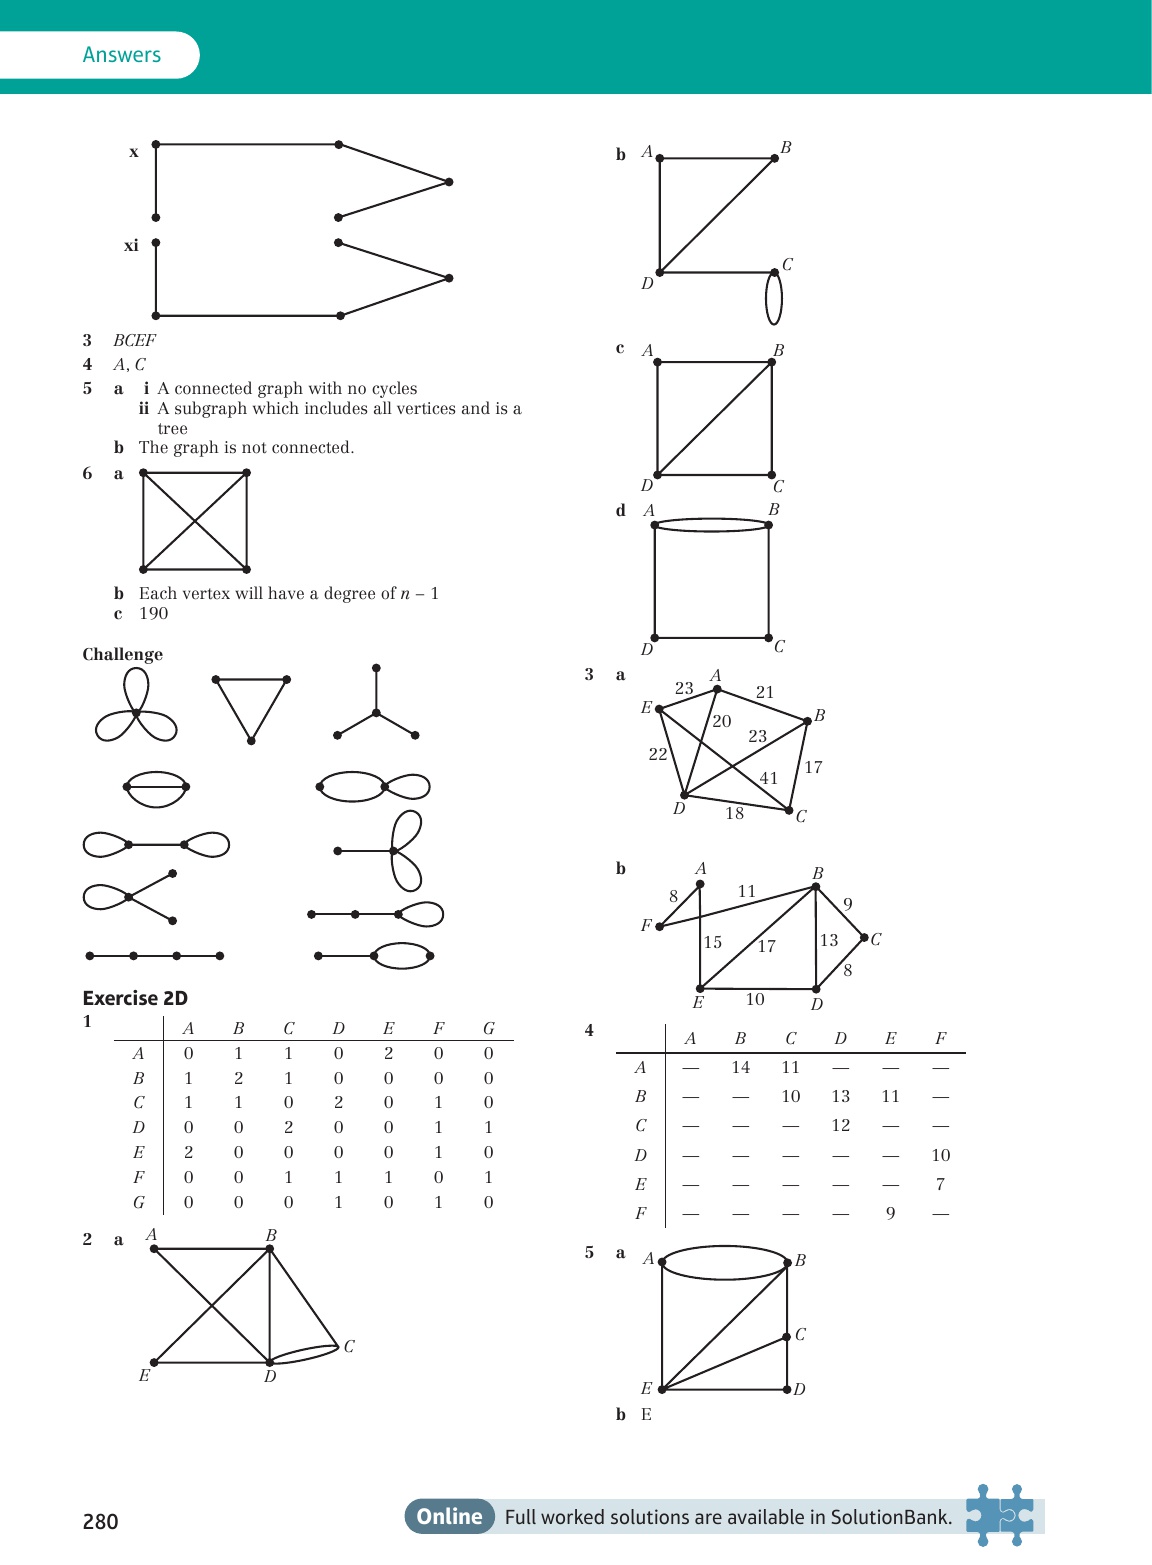 Answers
x
xi
3 BCEF
4 A, C
5 a i A connected graph with no cycles
ii A subgraph which includes all vertices and is a
tree
b The graph is not connected.
6 a
b Each vertex will have a degree of n – 1
c 190
Challenge
Exercise 2D
1
A B C D E F G
A 0 1 1 0 2 0 0
B 1 2 1 0 0 0 0
C 1 1 0 2 0 1 0
D 0 0 2 0 0 1 1
E 2 0 0 0 0 1 0
F 0 0 1 1 1 0 1
G 0 0 0 1 0 1 0
2 a
A B
C
E D
b A B
C
D
c A B
D C
d A B
D C
3 a
A
23 21
E B
20
23
22 17
41
D 18 C
b A B
8 11 9
F
15 17 13 C
8
E 10 D
4
A B C D E F
A — 14 11 — — —
B — — 10 13 11 —
C — — — 12 — —
D — — — — — 10
E — — — — — 7
F — — — — 9 —
5 a A B
C
E D
b E
280
Online Full worked solutions are available in SolutionBank.